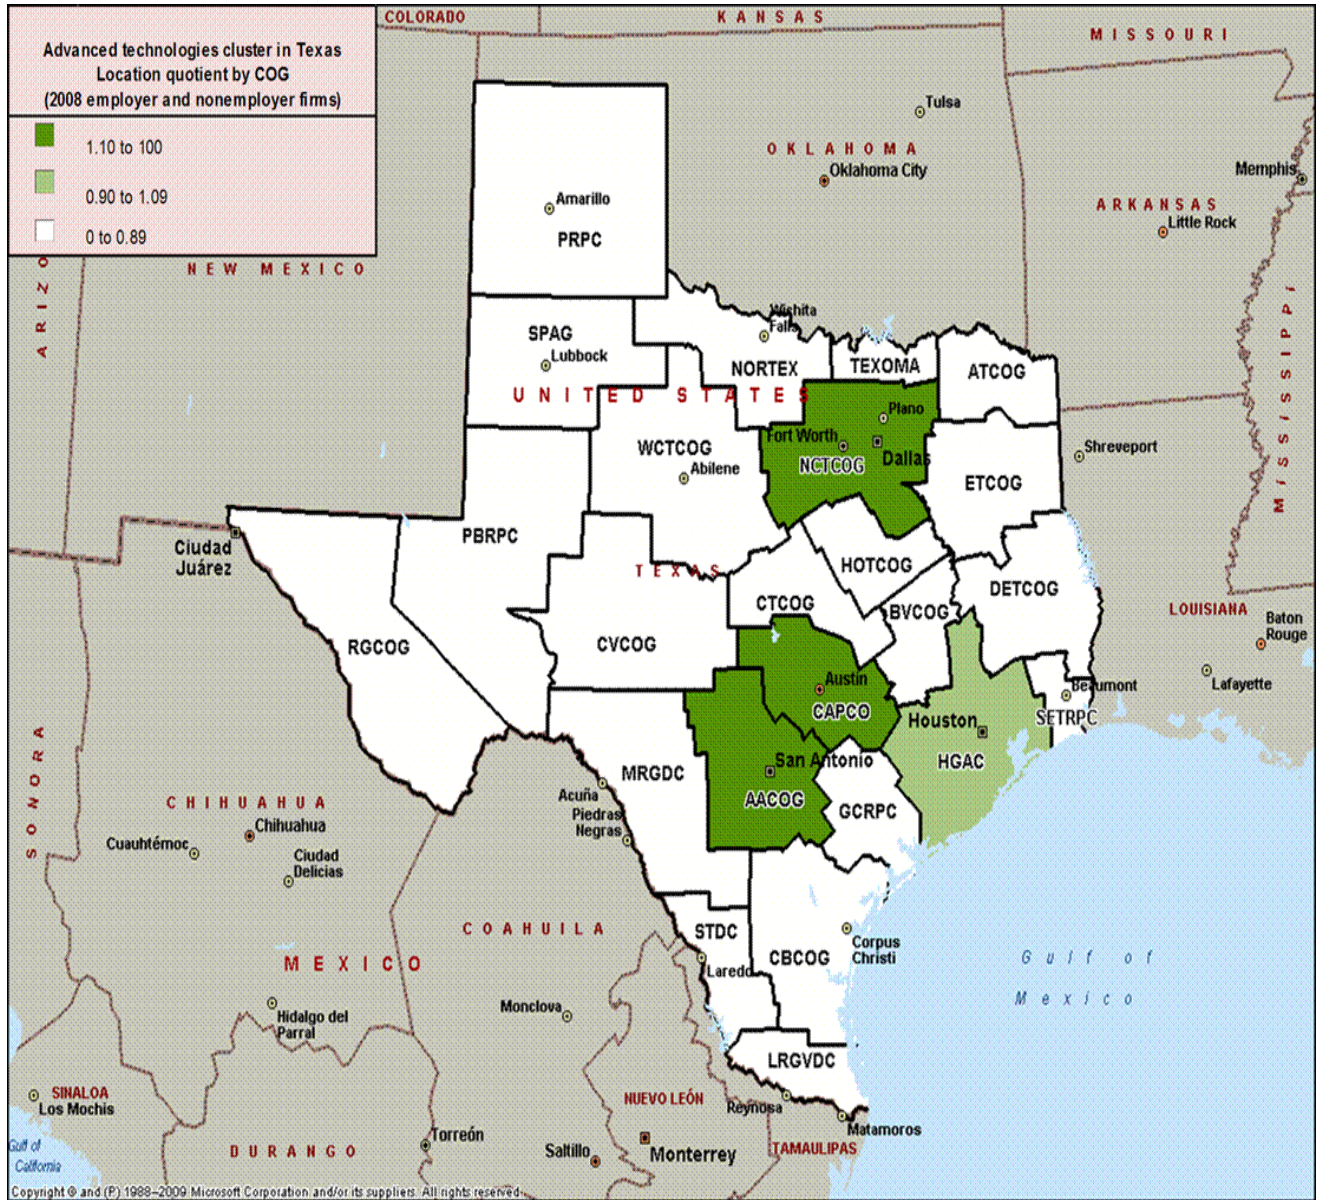 Advanced technologies cluster in Texas
Location quotient by COG
(2008 employer and nonemployer firms)
1.10 to 100
0.90 to 1.09
0 to 0.89
COLORADO
KANSAS
MISSOURI
Tulsa
OKLAHOMA
Oklahoma City
Memphis
ARKANSAS
Little Rock
Amarillo
PRPC
ARIZO
NEW MEXICO
MISSISSIPPI
Wichita
Falls
SPAG
Lubbock
NORTEX
TEXOMA
ATCOG
UNITED STATES
Plano
Fort Worth
Dallas
NCTCOG
WCTCOG
Abilene
Shreveport
ETCOG
PBRPC
Ciudad
Juárez
TEXAS
HOTCOG
DETCOG
CTCOG
BVCOG
LOUISIANA
Baton
Rouge
RGCOG
CVCOG
Austin
CAPCO
Beaumont
Lafayette
Houston
SETRPC
SONORA
HGAC
San Antonio
MRGDC
AACOG
GCRPC
Acuña
Piedras
Negras
CHIHUAHUA
Chihuahua
Cuauhtémoc
Ciudad
Delicias
COAHUILA
STDC
Laredo
CBCOG
Corpus
Christi
Gulf of
Mexico
MEXICO
Monclova
Hidalgo del
Parral
LRGVDC
SINALOA
Los Mochis
NUEVO LEÓN
Reynosa
Matamoros
Gulf of
California
DURANGO
Torreón
Saltillo
Monterrey
TAMAULIPAS
Copyright © and (P) 1988–2009 Microsoft Corporation and/or its suppliers. All rights reserved.